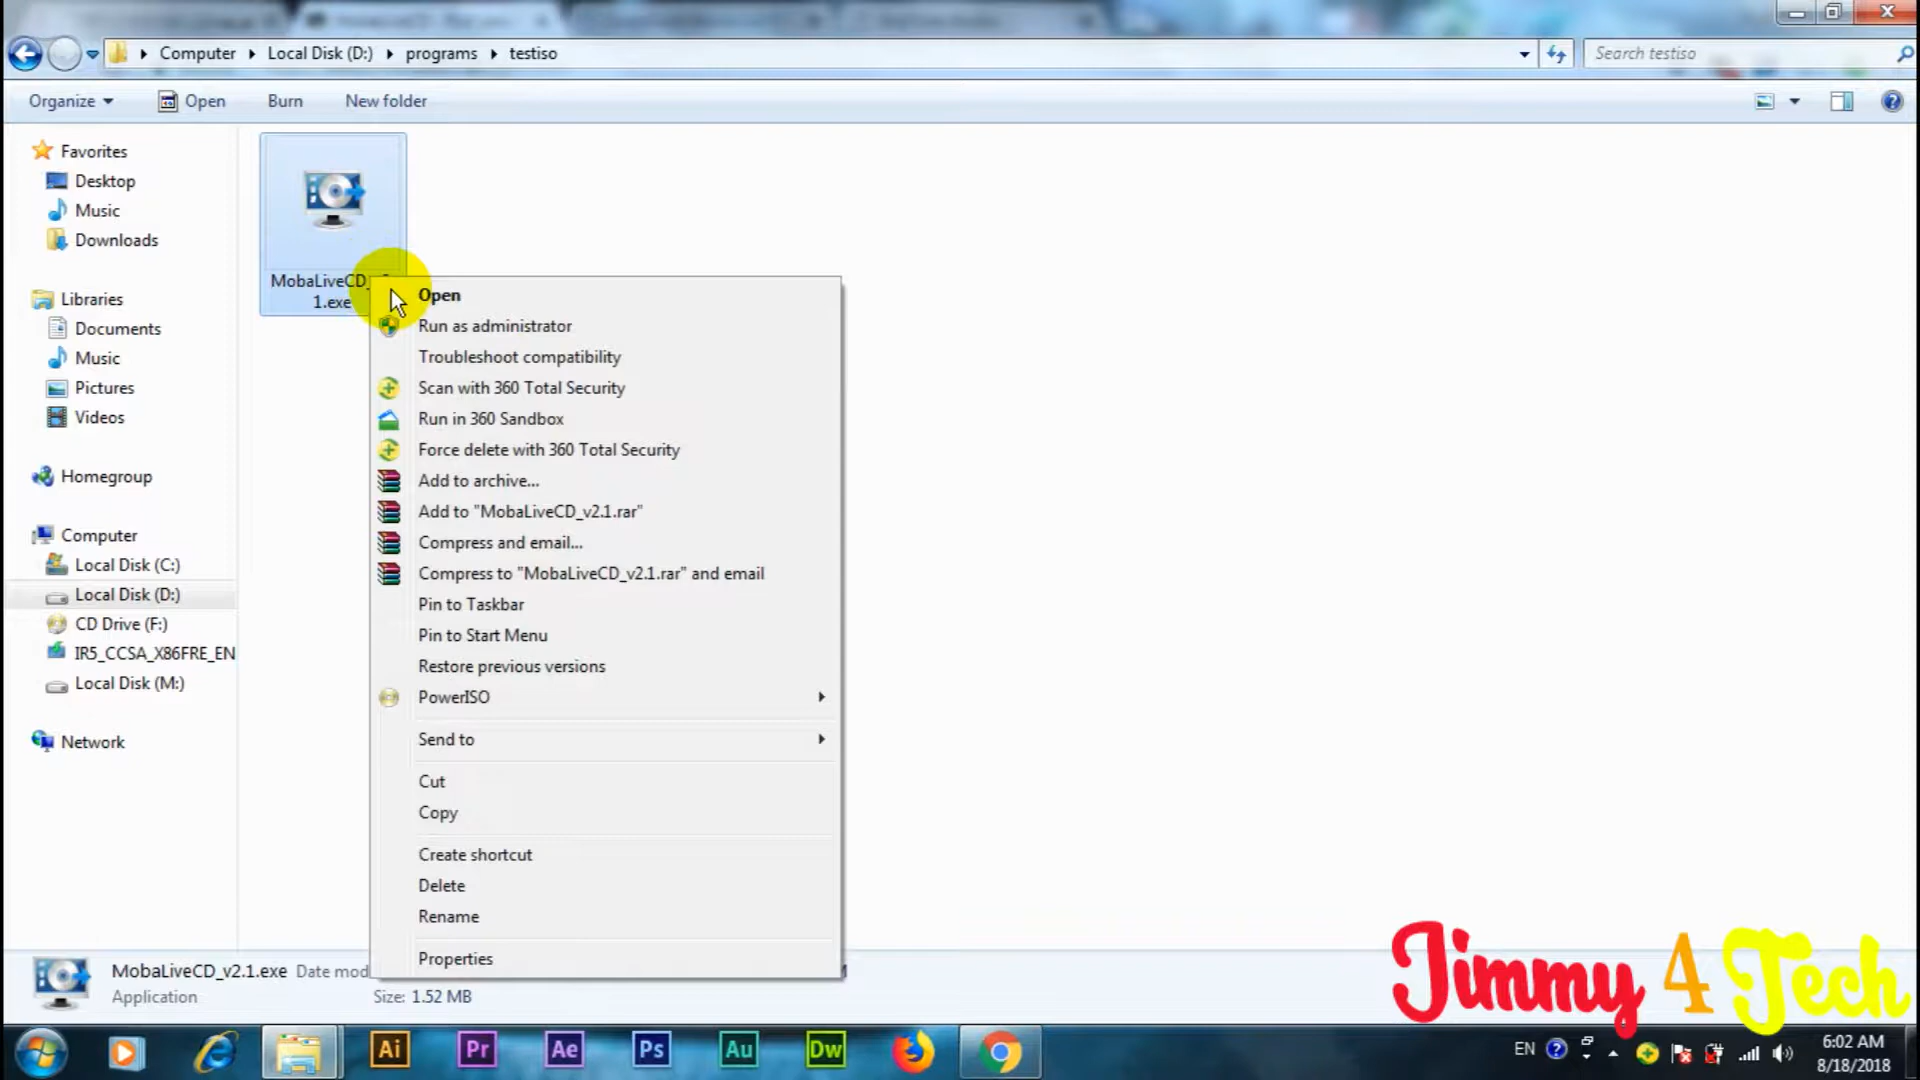 Computer Local Disk (D:) programs testiso
Search testiso
Organize Open Burn New folder
Favorites
Desktop
Music
Downloads
Libraries
Documents
Music
Pictures
Videos
Homegroup
Computer
Local Disk (C:)
Local Disk (D:)
CD Drive (F:)
IR5_CCSA_X86FRE_EN
Local Disk (M:)
Network
MobaLiveCD_
1.exe
Open
Run as administrator
Troubleshoot compatibility
Scan with 360 Total Security
Run in 360 Sandbox
Force delete with 360 Total Security
Add to archive...
Add to "MobaLiveCD_v2.1.rar"
Compress and email...
Compress to "MobaLiveCD_v2.1.rar" and email
Pin to Taskbar
Pin to Start Menu
Restore previous versions
PowerISO
Send to
Cut
Copy
Create shortcut
Delete
Rename
Properties
MobaLiveCD_v2.1.exe Date mod
Application Size: 1.52 MB
Jimmy 4 Tech
Ai Pr Ae Ps Au Dw
EN
6:02 AM
8/18/2018